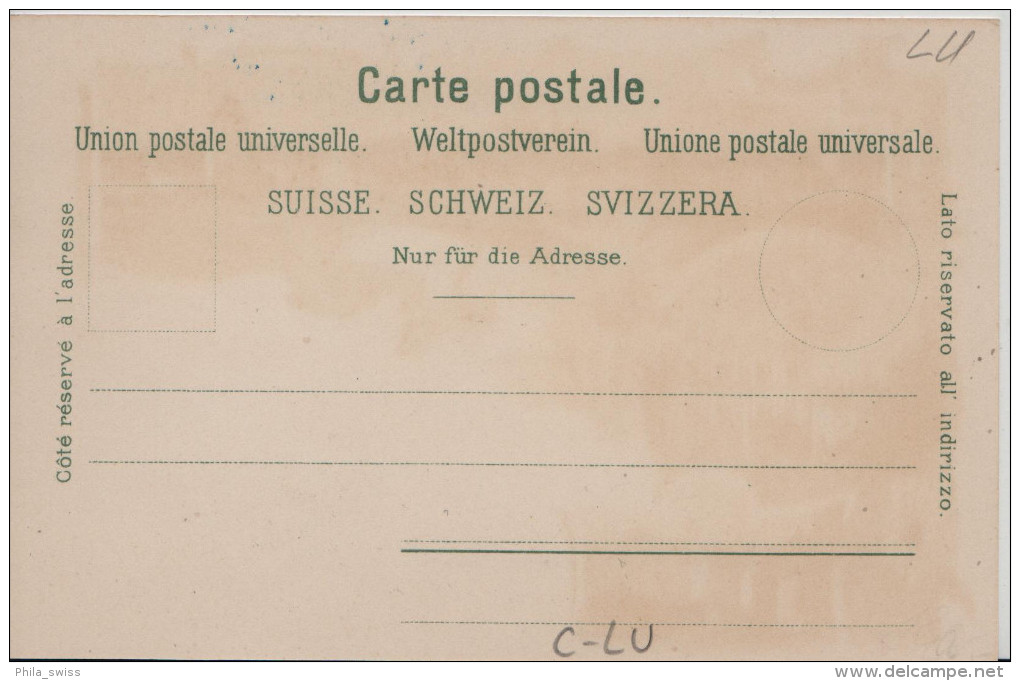 LU
Carte postale.
Union postale universelle. Weltpostverein. Unione postale universale.
SUISSE. SCHWEIZ. SVIZZERA.
Nur für die Adresse.
Côté réservé à l'adresse.
Lato riservato all' indirizzo.
C-LU
Phila_swiss
www.delcampe.net